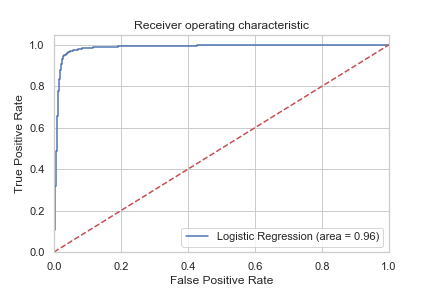 Receiver operating characteristic
True Positive Rate
1.0
0.8
0.6
0.4
0.2
0.0
Logistic Regression (area = 0.96)
0.0 0.2 0.4 0.6 0.8 1.0
False Positive Rate